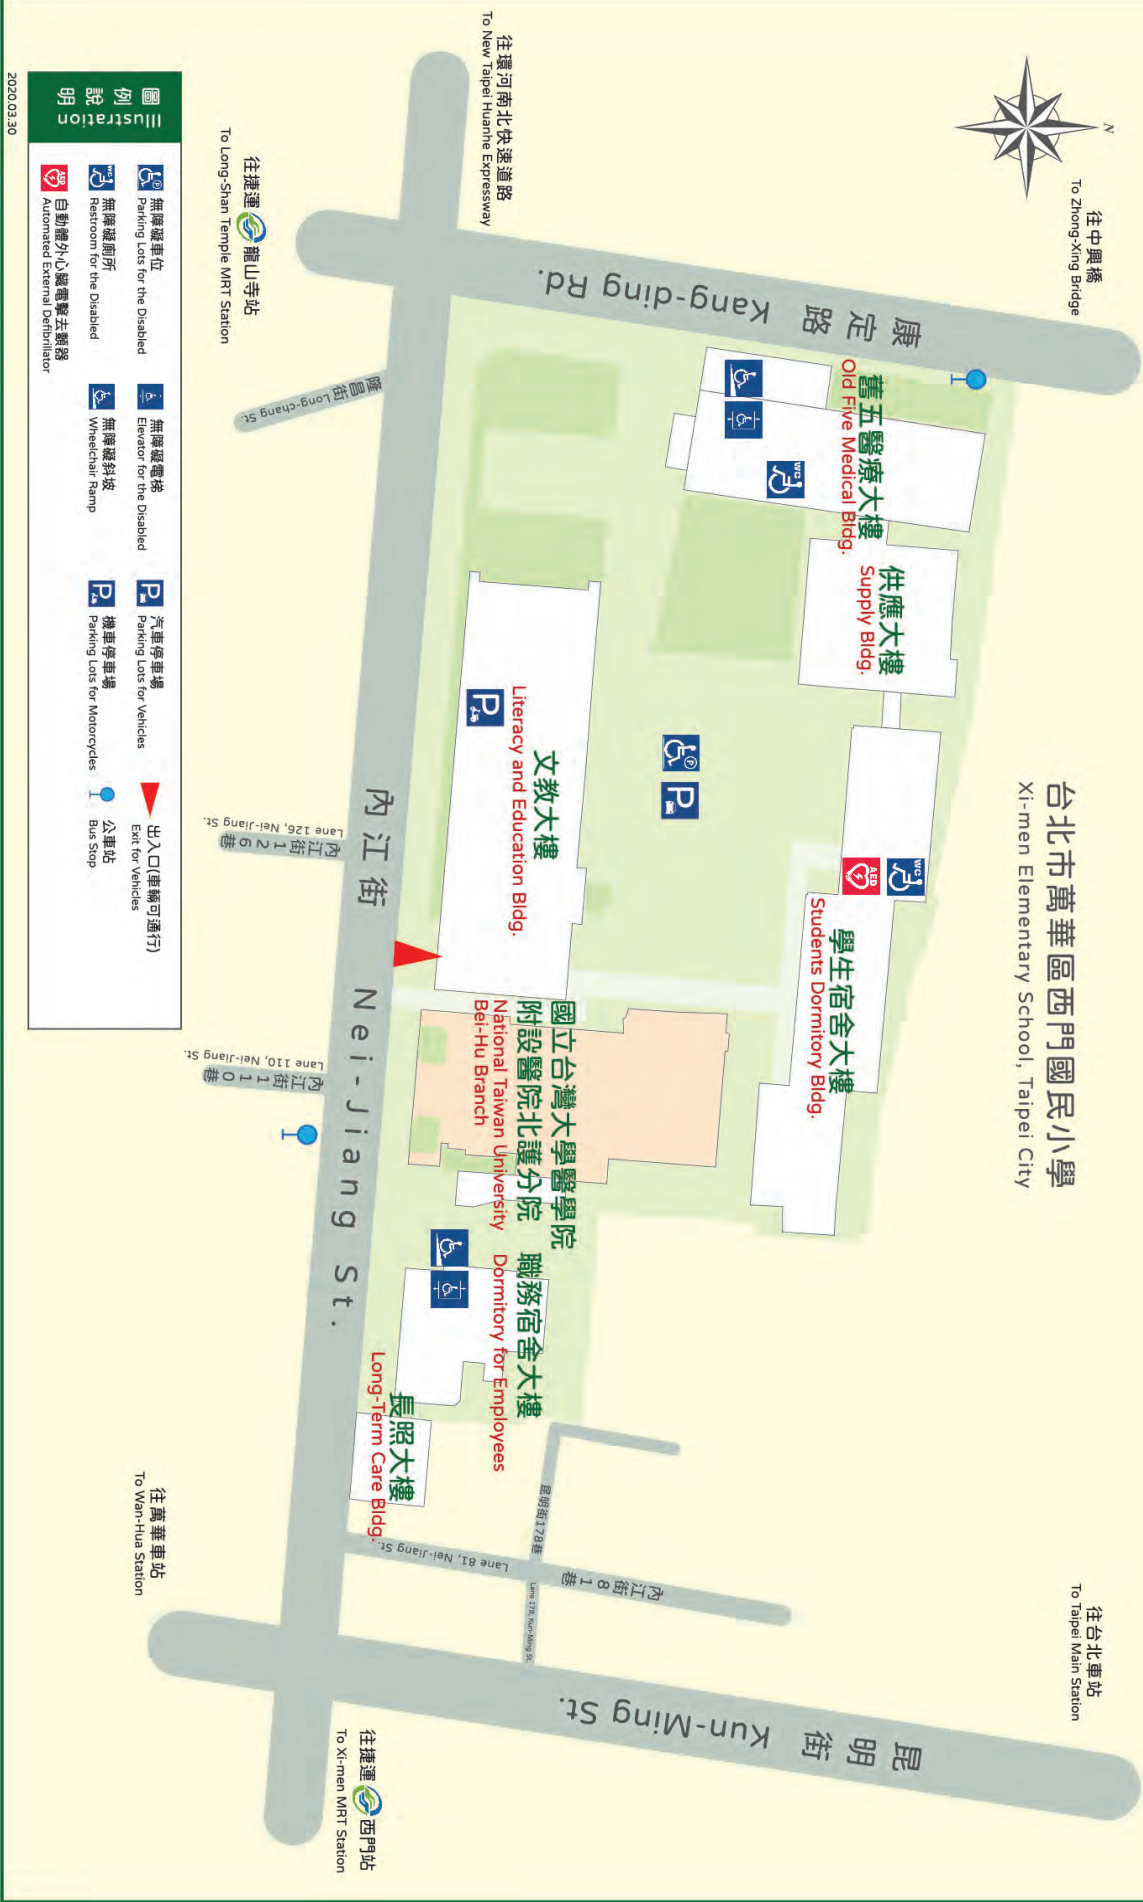 台北市萬華區西門國民小學
Xi-men Elementary School, Taipei City
N
往中興橋
To Zhong-Xing Bridge
往台北車站
To Taipei Main Station
康定路
Kang-ding Rd.
昆明街
Kun-Ming St.
舊五醫療大樓
Old Five Medical Bldg.
供應大樓
Supply Bldg.
WC
P
P
AED
WC
學生宿舍大樓
Students Dormitory Bldg.
文教大樓
Literacy and Education Bldg.
P
國立台灣大學醫學院
附設醫院北護分院
National Taiwan University
Bei-Hu Branch
職務宿舍大樓
Dormitory for Employees
長照大樓
Long-Term Care Bldg.
昆明街178巷
Lane 178, Kun-Ming St.
內江街81巷
Lane 81, Nei-Jiang St.
往環河南北快速道路
To New Taipei Huanhe Expressway
內江街 Nei-Jiang St.
隆昌街 Long-chang St.
Lane 126, Nei-Jiang St.
內江街126巷
Lane 110, Nei-Jiang St.
內江街110巷
往捷運 龍山寺站
To Long-Shan Temple MRT Station
往捷運 西門站
To Xi-men MRT Station
往萬華車站
To Wan-Hua Station
圖例說明
Illustration
P
無障礙車位
Parking Lots for the Disabled
無障礙電梯
Elevator for the Disabled
P
汽車停車場
Parking Lots for Vehicles
出入口(車輛可通行)
Exit for Vehicles
WC
無障礙廁所
Restroom for the Disabled
無障礙斜坡
Wheelchair Ramp
P
機車停車場
Parking Lots for Motorcycles
公車站
Bus Stop
AED
自動體外心臟電擊去顫器
Automated External Defibrillator
2020.03.30